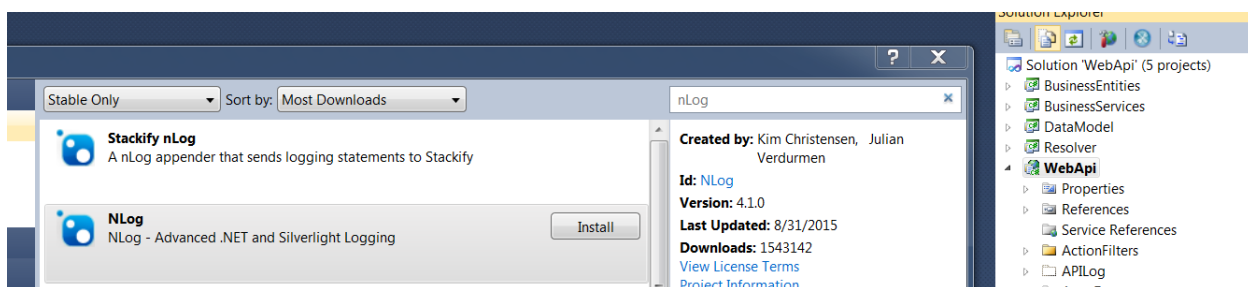 Solution Explorer
?
X
Stable Only
Sort by: Most Downloads
nLog
Stackify nLog
A nLog appender that sends logging statements to Stackify
NLog
NLog - Advanced .NET and Silverlight Logging
Install
Created by: Kim Christensen, Julian
Verdurmen
Id: NLog
Version: 4.1.0
Last Updated: 8/31/2015
Downloads: 1543142
View License Terms
Project Information
Solution 'WebApi' (5 projects)
BusinessEntities
BusinessServices
DataModel
Resolver
WebApi
Properties
References
Service References
ActionFilters
APILog